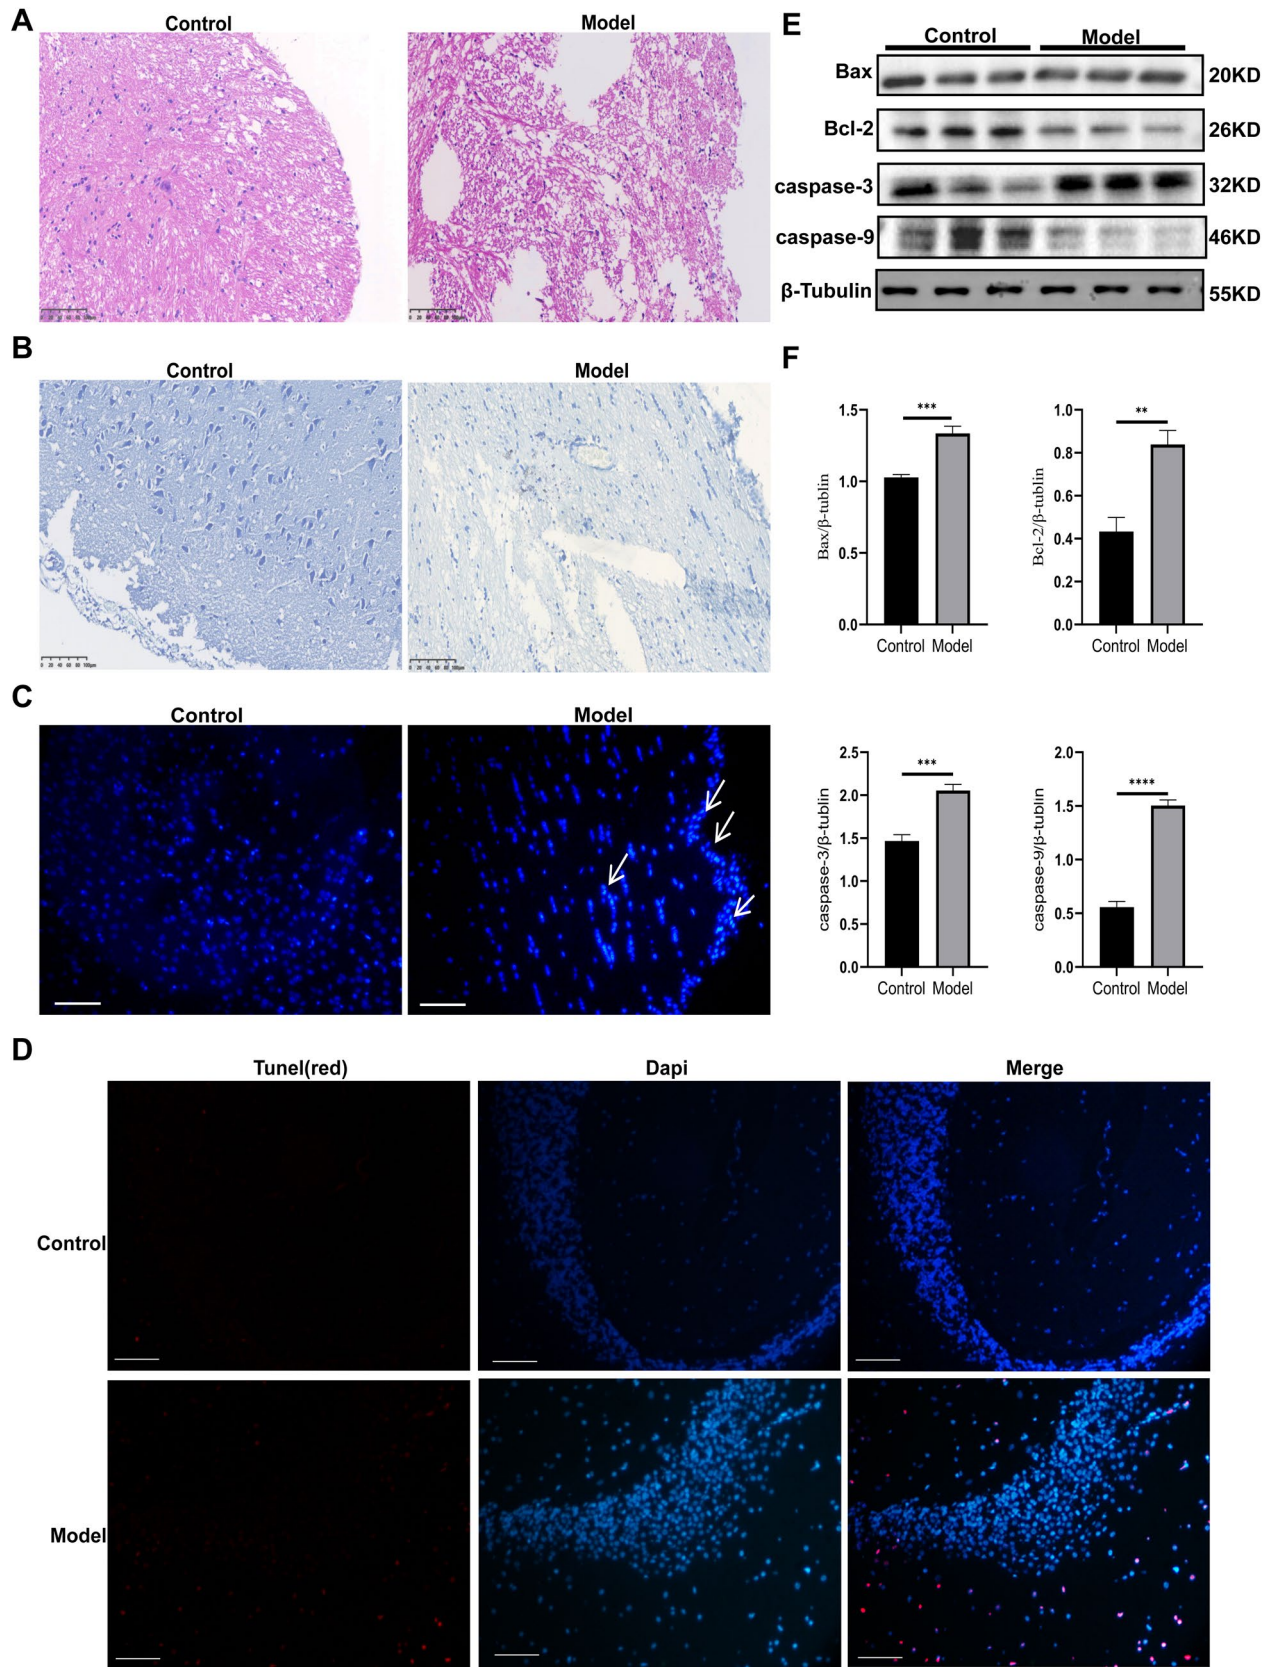 A
Control
Model
B
Control
Model
C
Control
Model
D
Tunel(red)
Dapi
Merge
Control
Model
E
Control
Model
Bax
20KD
Bcl-2
26KD
caspase-3
32KD
caspase-9
46KD
β-Tubulin
55KD
F
Bax/β-tublin
1.5
1.0
0.5
0.0
***
Control Model
Bcl-2/β-tublin
1.0
0.8
0.6
0.4
0.2
0.0
**
Control Model
caspase-3/β-tublin
2.5
2.0
1.5
1.0
0.5
0.0
***
Control Model
caspase-9/β-tublin
2.0
1.5
1.0
0.5
0.0
****
Control Model